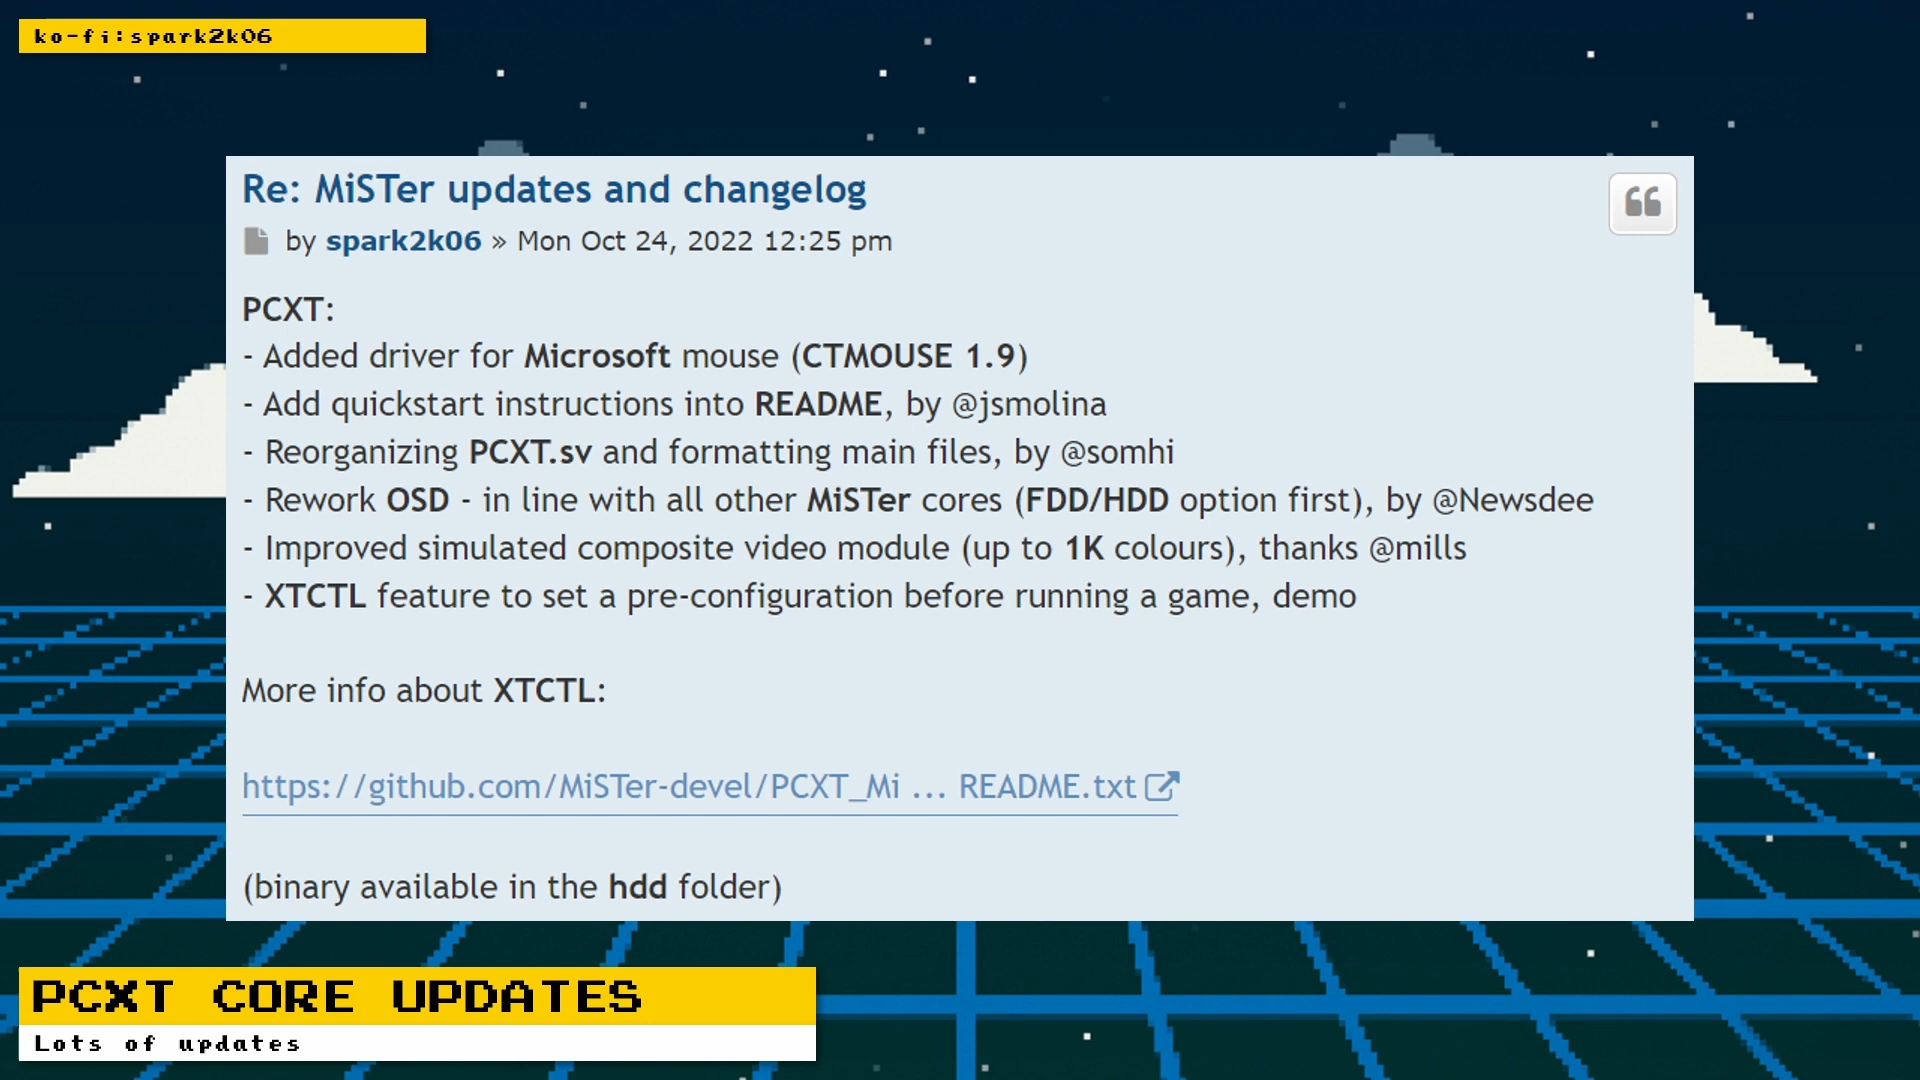 ko-fi:spark2k06
Re: MiSTer updates and changelog
by spark2k06 » Mon Oct 24, 2022 12:25 pm
PCXT:
- Added driver for Microsoft mouse (CTMOUSE 1.9)
- Add quickstart instructions into README, by @jsmolina
- Reorganizing PCXT.sv and formatting main files, by @somhi
- Rework OSD - in line with all other MiSTer cores (FDD/HDD option first), by @Newsdee
- Improved simulated composite video module (up to 1K colours), thanks @mills
- XTCTL feature to set a pre-configuration before running a game, demo
More info about XTCTL:
https://github.com/MiSTer-devel/PCXT_Mi ... README.txt
(binary available in the hdd folder)
PCXT CORE UPDATES
Lots of updates